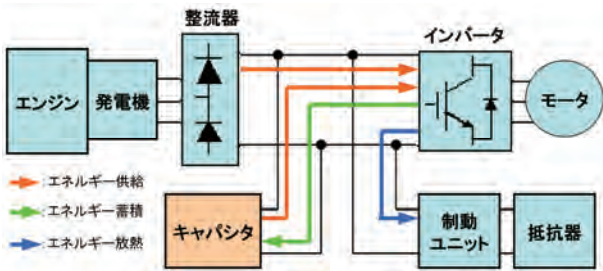 整流器
インバータ
エンジン
発電機
モータ
エネルギー供給
エネルギー蓄積
エネルギー放熱
キャパシタ
制動
ユニット
抵抗器